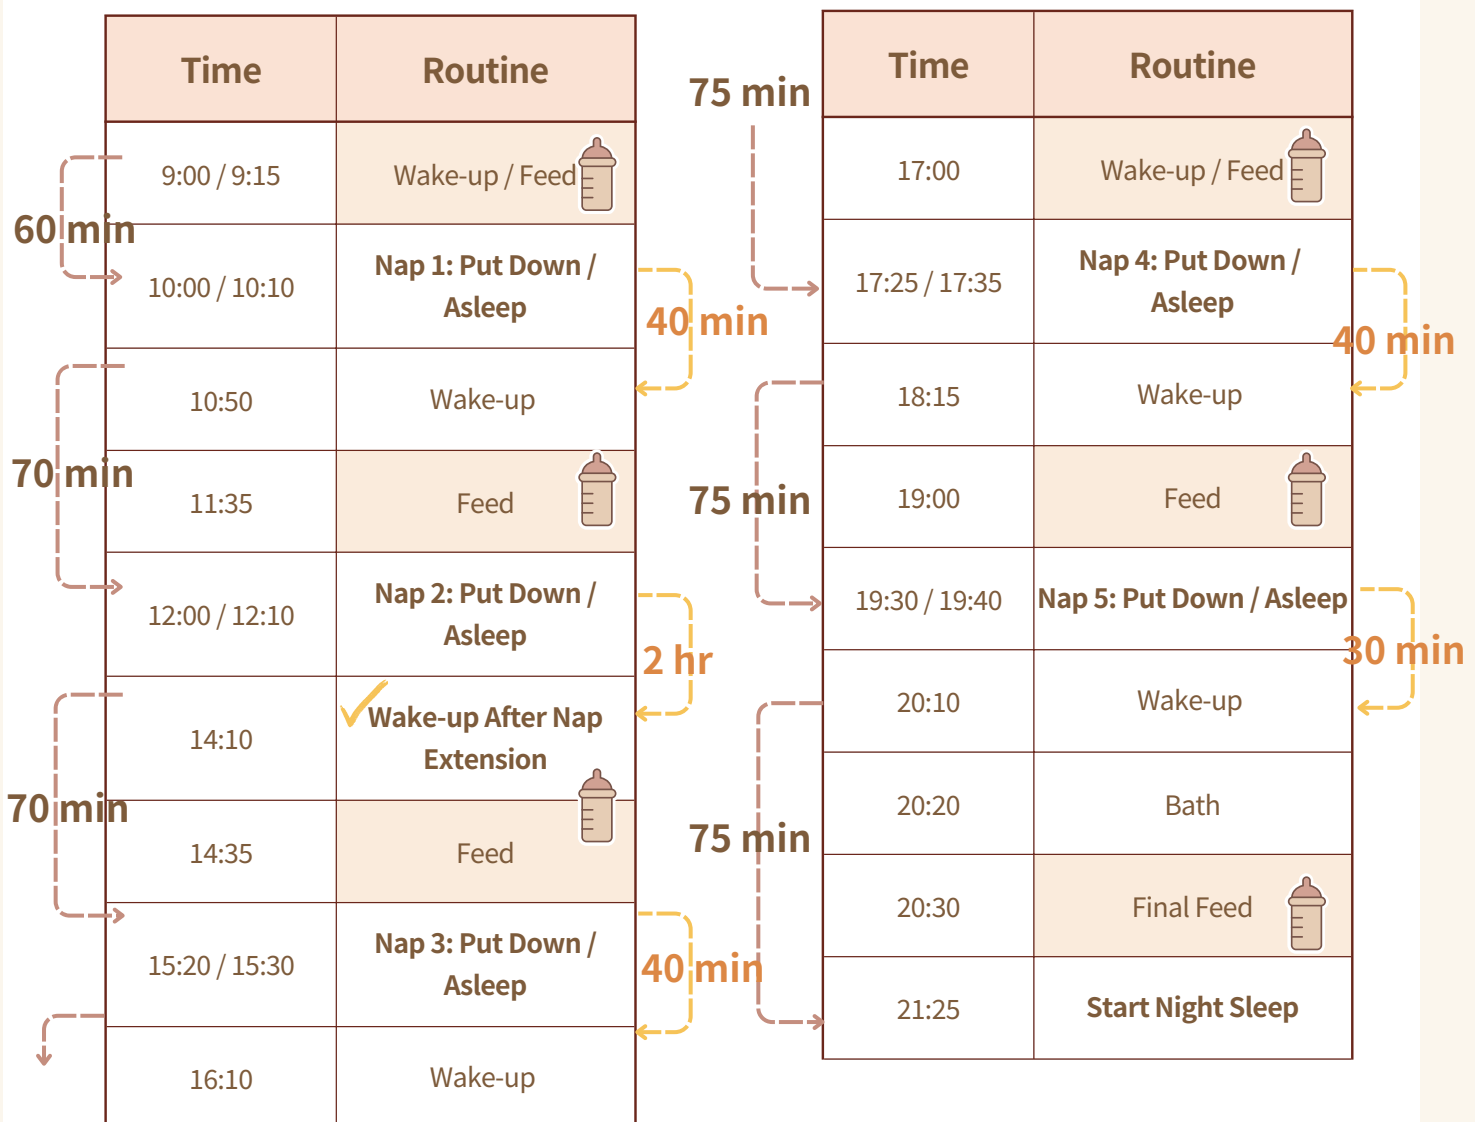 Time Routine
9:00 / 9:15 Wake-up / Feed
60 min
10:00 / 10:10 Nap 1: Put Down /
Asleep
40 min
10:50 Wake-up
70 min
11:35 Feed
12:00 / 12:10 Nap 2: Put Down /
Asleep
2 hr
14:10 Wake-up After Nap
Extension
70 min
14:35 Feed
15:20 / 15:30 Nap 3: Put Down /
Asleep
40 min
16:10 Wake-up
Time Routine
75 min
17:00 Wake-up / Feed
17:25 / 17:35 Nap 4: Put Down /
Asleep
40 min
18:15 Wake-up
75 min
19:00 Feed
19:30 / 19:40 Nap 5: Put Down / Asleep
30 min
20:10 Wake-up
20:20 Bath
75 min
20:30 Final Feed
21:25 Start Night Sleep